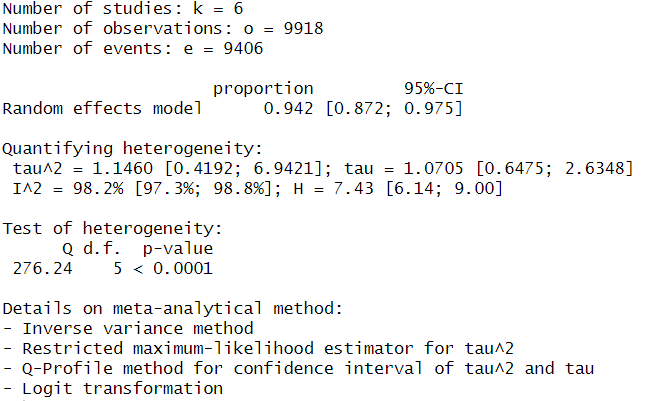 Number of studies: k = 6
Number of observations: o = 9918
Number of events: e = 9406
proportion 95%-CI
Random effects model 0.942 [0.872; 0.975]
Quantifying heterogeneity:
tau^2 = 1.1460 [0.4192; 6.9421]; tau = 1.0705 [0.6475; 2.6348]
I^2 = 98.2% [97.3%; 98.8%]; H = 7.43 [6.14; 9.00]
Test of heterogeneity:
Q d.f. p-value
276.24 5 < 0.0001
Details on meta-analytical method:
- Inverse variance method
- Restricted maximum-likelihood estimator for tau^2
- Q-Profile method for confidence interval of tau^2 and tau
- Logit transformation